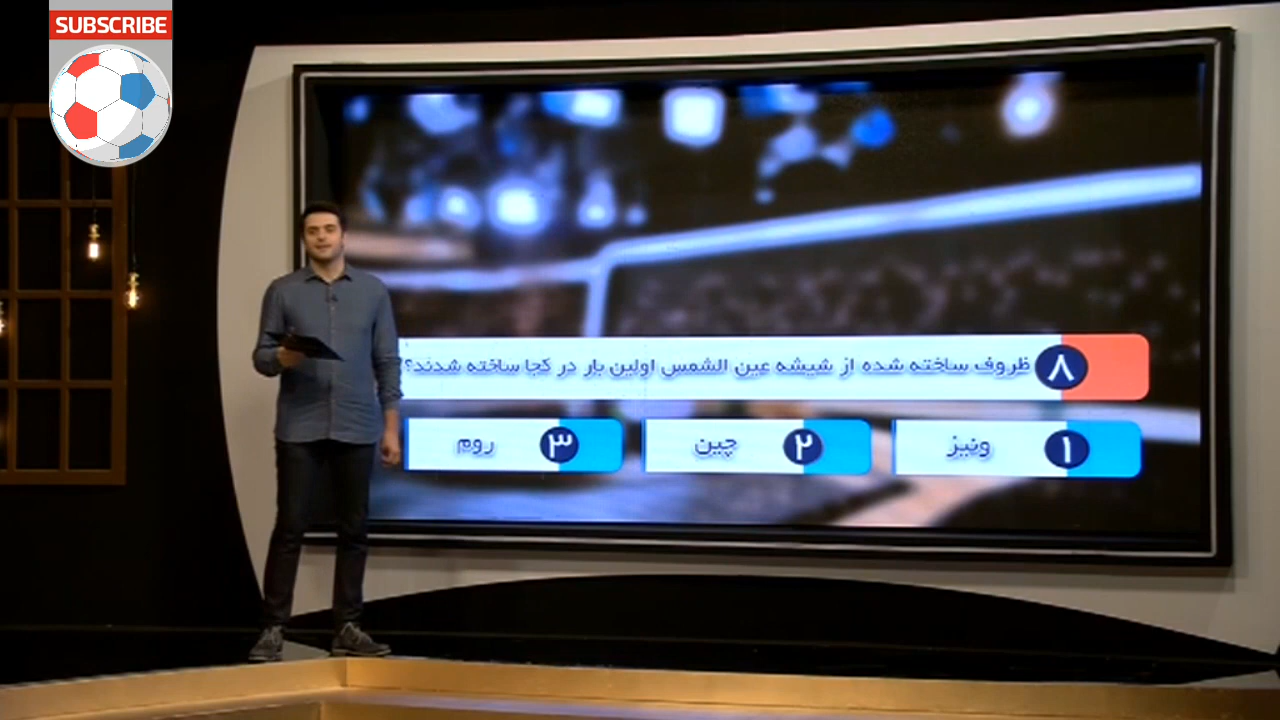 SUBSCRIBE
۸ ظروف ساخته شده از شیشه عین الشمس اولین بار در کجا ساخته شدند؟
۱ ونیز ۲ چین ۳ روم